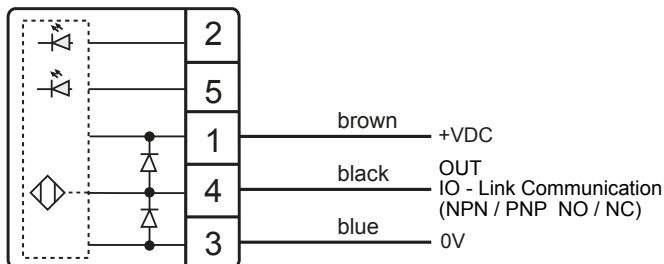 2
5
1 brown +VDC
4 black OUT
IO - Link Communication
(NPN / PNP NO / NC)
3 blue 0V